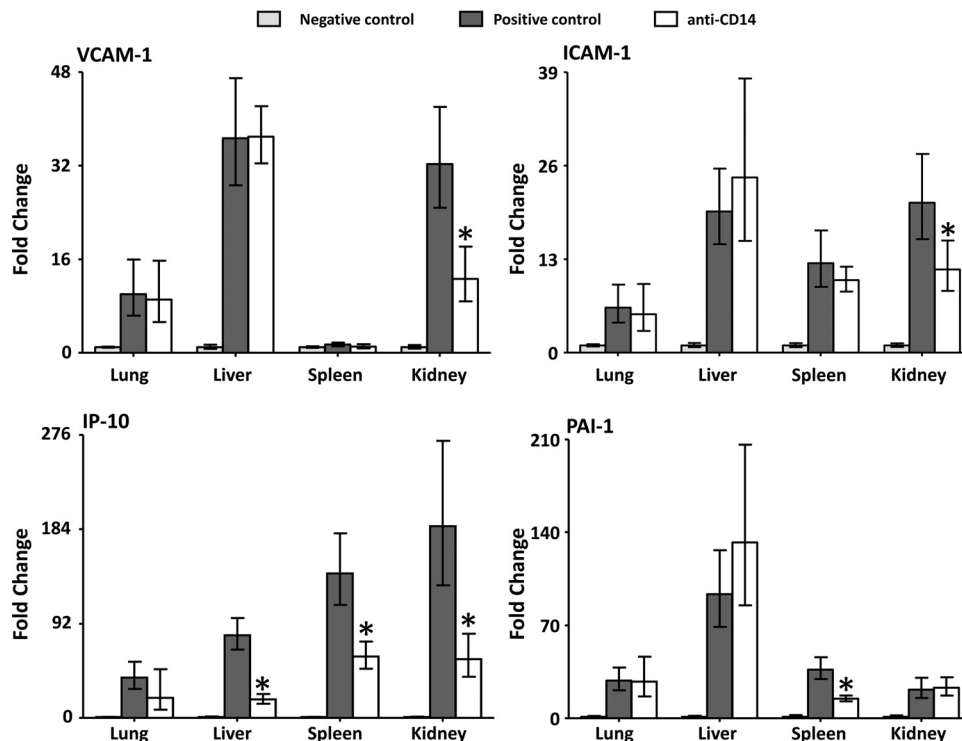 Negative control Positive control anti-CD14
VCAM-1
Fold Change
48
32
16
0
*
Lung Liver Spleen Kidney
ICAM-1
Fold Change
39
26
13
0
*
Lung Liver Spleen Kidney
IP-10
Fold Change
276
184
92
0
* * *
Lung Liver Spleen Kidney
PAI-1
Fold Change
210
140
70
0
*
Lung Liver Spleen Kidney